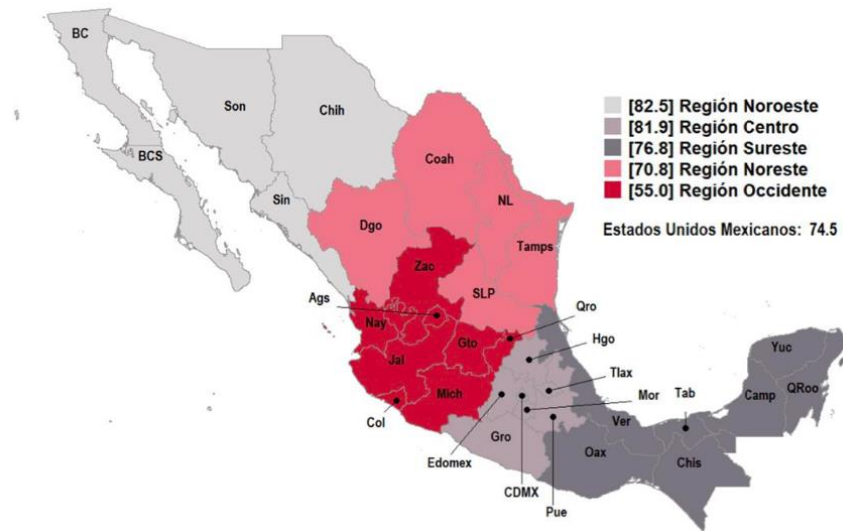 BC
Son
Chih
BCS
Sin
Coah
NL
Dgo
Tamps
Zac
SLP
Ags
Nay
Jal
Gto
Mich
Col
Qro
Hgo
Tlax
Mor
Tab
Gro
Edomex
CDMX
Pue
Ver
Oax
Chis
Camp
Yuc
QRoo
[82.5] Región Noroeste
[81.9] Región Centro
[76.8] Región Sureste
[70.8] Región Noreste
[55.0] Región Occidente
Estados Unidos Mexicanos: 74.5